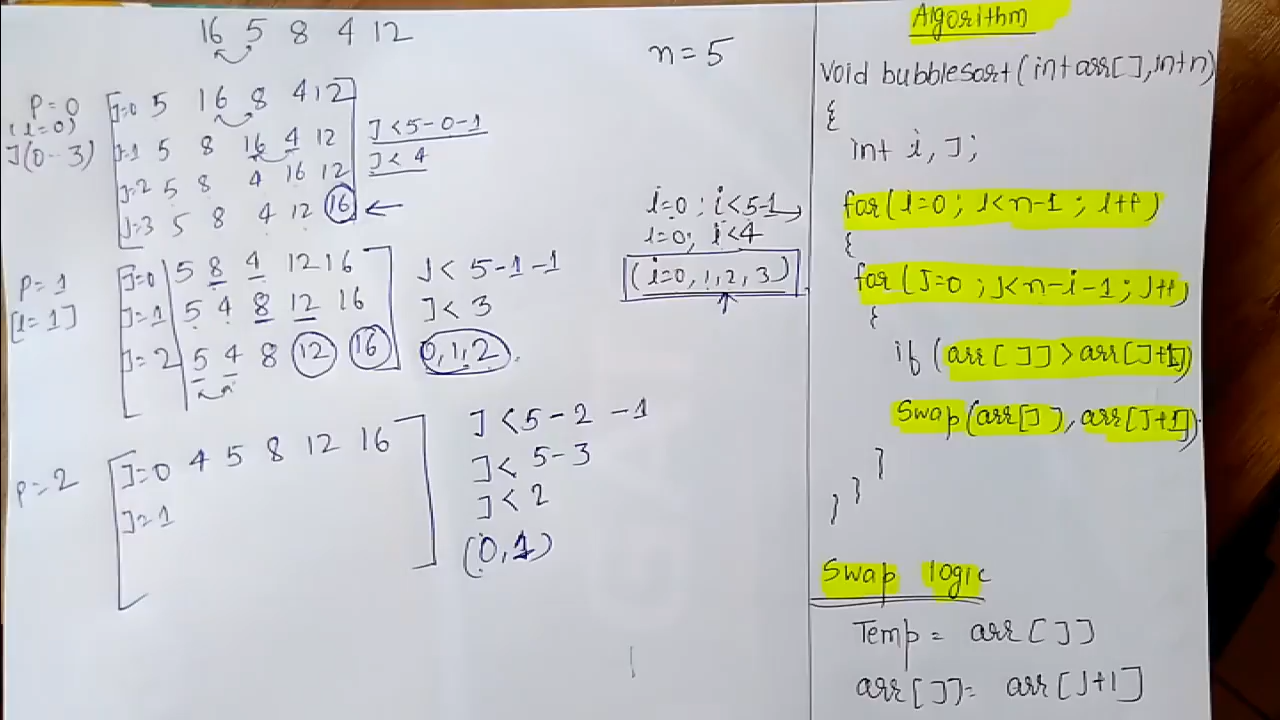 16 5 8 4 12
n=5
P=0
(i=0)
J(0--3)
J=0 5 16 8 4 12
J=1 5 8 16 4 12
J=2 5 8 4 16 12
J=3 5 8 4 12 16
J<5-0-1
J<4
P=1
[i=1]
J=0 5 8 4 12 16
J=1 5 4 8 12 16
J=2 5 4 8 12 16
J<5-1-1
J<3
0,1,2
P=2
J=0 4 5 8 12 16
J=1
J<5-2-1
J<5-3
J<2
(0,1)
i=0; i<5-1
i=0; i<4
(i=0,1,2,3)
Algorithm
Void bubblesort(int arr[],int n)
{
int i, J;
for(i=0; i<n-1; i++)
{
for(J=0; J<n-i-1; J++)
{
if (arr[J]>arr[J+1])
Swap(arr[J],arr[J+1]).
}
}
}
Swap logic
Temp= arr[J]
arr[J]= arr[J+1]